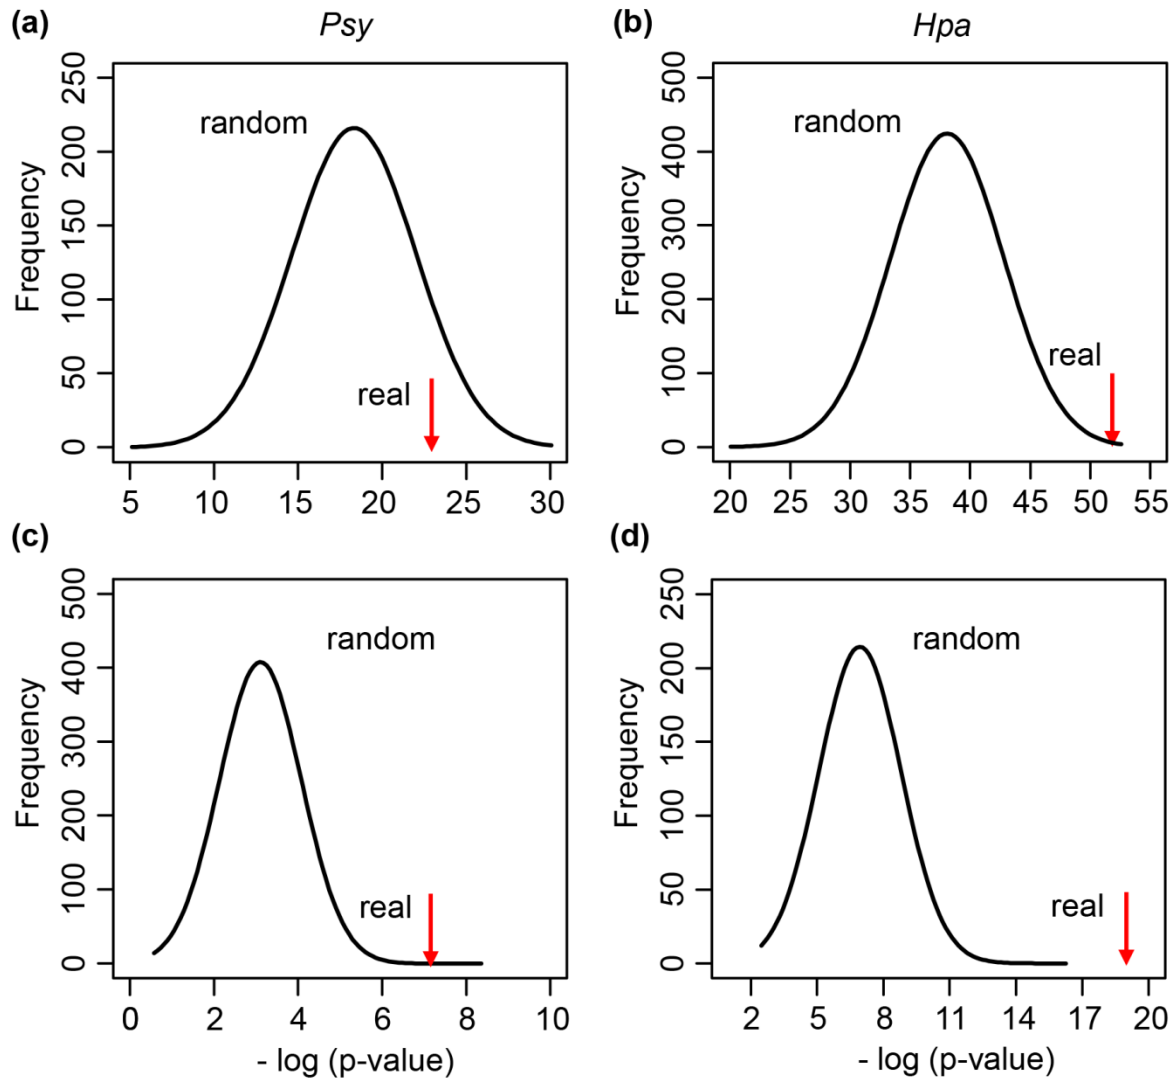 (a) Psy (b) Hpa
250 500
random random
200 400
Frequency Frequency
150 300
100 200
real real
50 100
0 0
5 10 15 20 25 30 20 25 30 35 40 45 50 55
(c) (d)
500 250
random random
400 200
Frequency Frequency
300 150
200 100
real real
100 50
0 0
0 2 4 6 8 10 2 5 8 11 14 17 20
- log (p-value) - log (p-value)